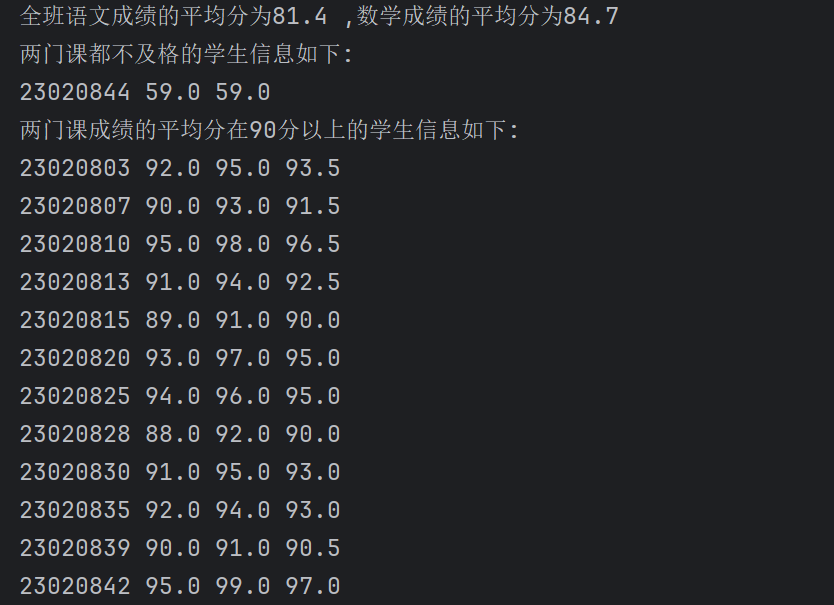 全班语文成绩的平均分为81.4 ,数学成绩的平均分为84.7
两门课都不及格的学生信息如下:
23020844 59.0 59.0
两门课成绩的平均分在90分以上的学生信息如下:
23020803 92.0 95.0 93.5
23020807 90.0 93.0 91.5
23020810 95.0 98.0 96.5
23020813 91.0 94.0 92.5
23020815 89.0 91.0 90.0
23020820 93.0 97.0 95.0
23020825 94.0 96.0 95.0
23020828 88.0 92.0 90.0
23020830 91.0 95.0 93.0
23020835 92.0 94.0 93.0
23020839 90.0 91.0 90.5
23020842 95.0 99.0 97.0